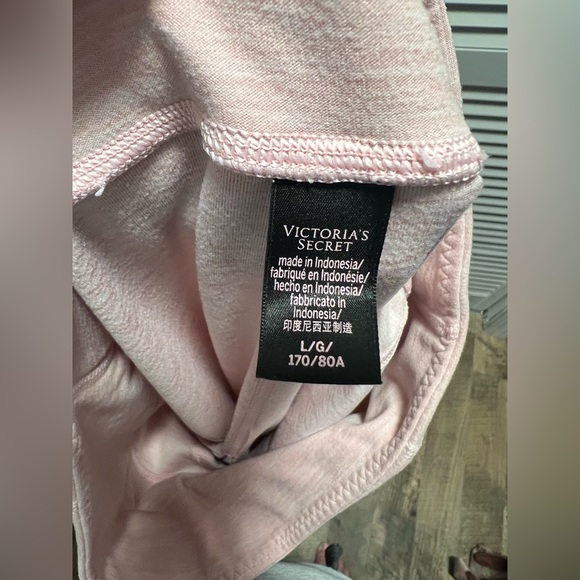 VICTORIA'S
SECRET
made in Indonesia/
fabriqué en Indonésie/
hecho en Indonesia/
fabbricato in
Indonesia/
印度尼西亚制造
L/G/
170/80A